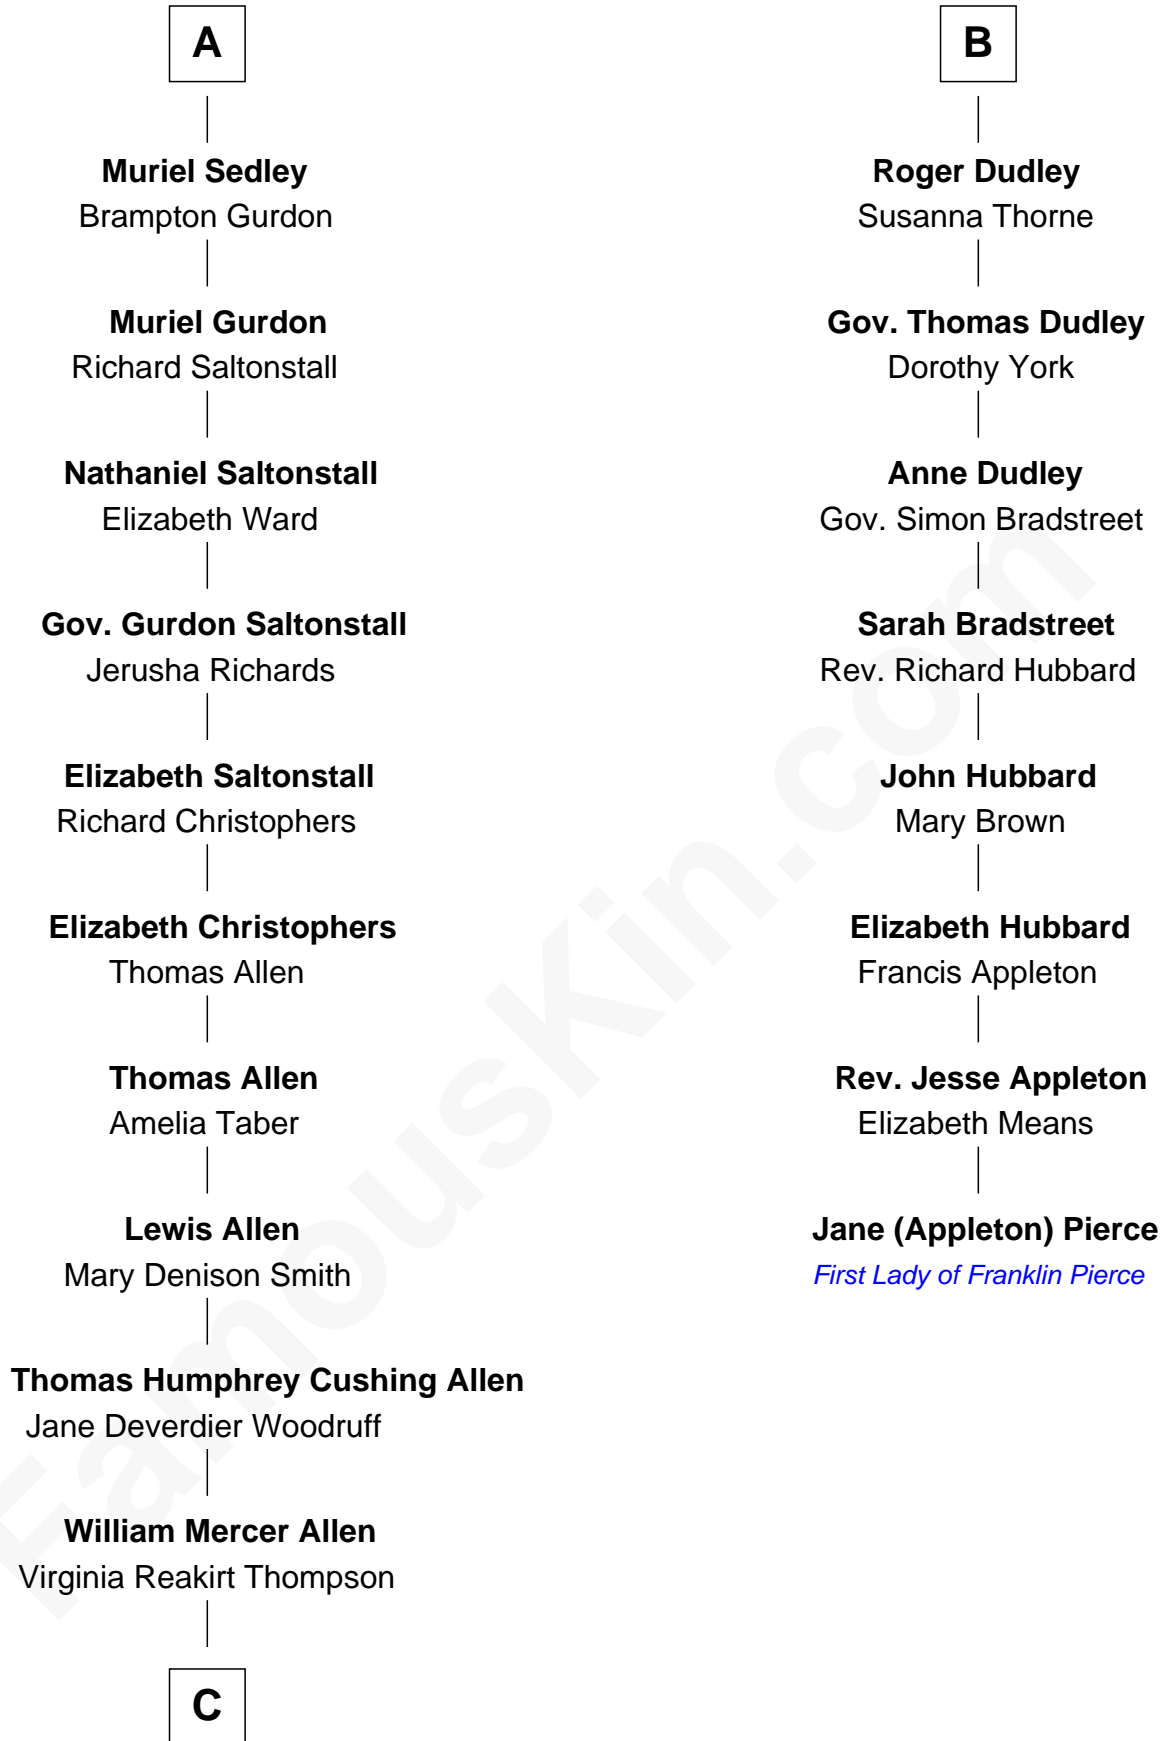 A
Muriel Sedley
Brampton Gurdon
Muriel Gurdon
Richard Saltonstall
Nathaniel Saltonstall
Elizabeth Ward
Gov. Gurdon Saltonstall
Jerusha Richards
Elizabeth Saltonstall
Richard Christophers
Elizabeth Christophers
Thomas Allen
Thomas Allen
Amelia Taber
Lewis Allen
Mary Denison Smith
Thomas Humphrey Cushing Allen
Jane Deverdier Woodruff
William Mercer Allen
Virginia Reakirt Thompson
C
B
Roger Dudley
Susanna Thorne
Gov. Thomas Dudley
Dorothy York
Anne Dudley
Gov. Simon Bradstreet
Sarah Bradstreet
Rev. Richard Hubbard
John Hubbard
Mary Brown
Elizabeth Hubbard
Francis Appleton
Rev. Jesse Appleton
Elizabeth Means
Jane (Appleton) Pierce
First Lady of Franklin Pierce
FamousKin.com